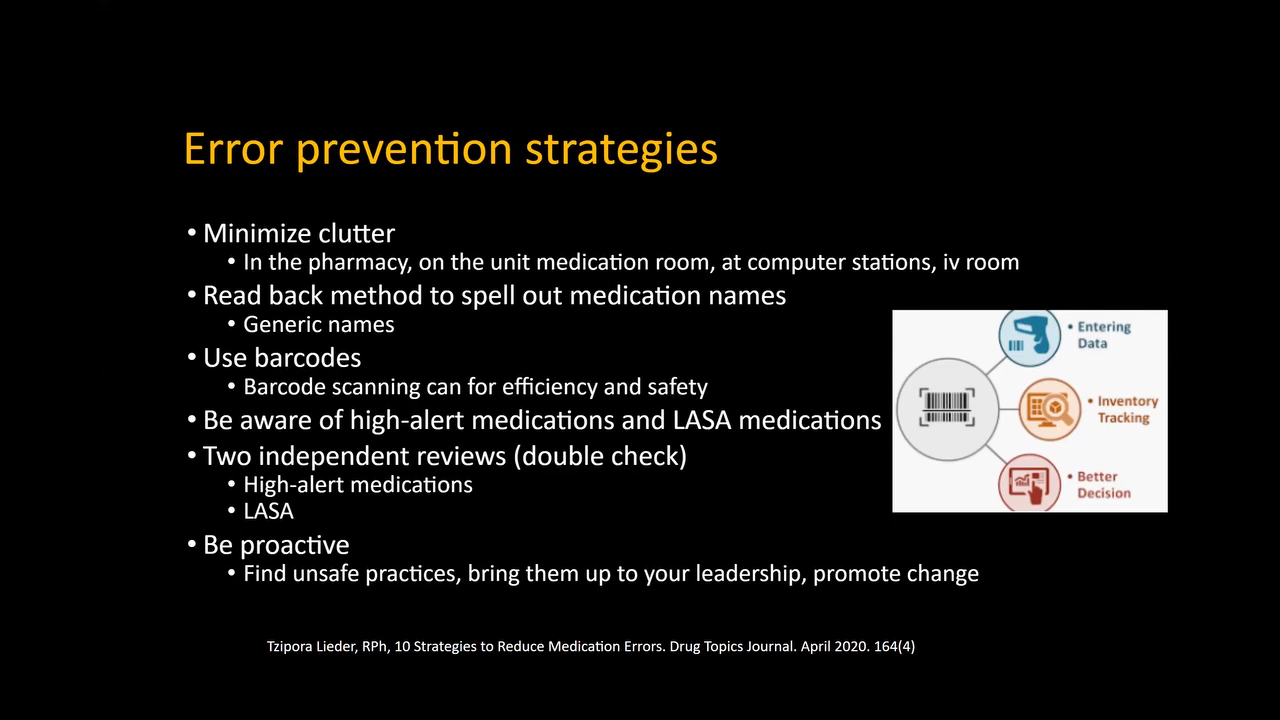 Error prevention strategies
• Minimize clutter
• In the pharmacy, on the unit medication room, at computer stations, iv room
• Read back method to spell out medication names
• Generic names
• Use barcodes
• Barcode scanning can for efficiency and safety
• Be aware of high-alert medications and LASA medications
• Two independent reviews (double check)
• High-alert medications
• LASA
• Be proactive
• Find unsafe practices, bring them up to your leadership, promote change
• Entering
Data
• Inventory
Tracking
• Better
Decision
Tzipora Lieder, RPh, 10 Strategies to Reduce Medication Errors. Drug Topics Journal. April 2020. 164(4)